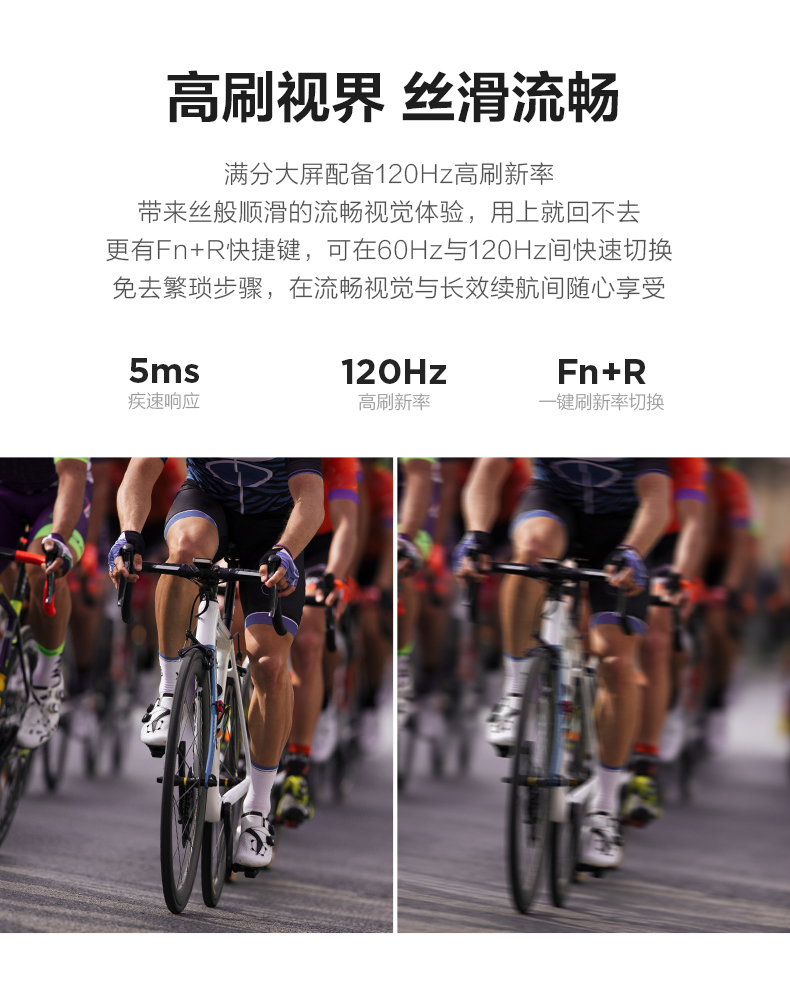 高刷视界 丝滑流畅
满分大屏配备120Hz高刷新率
带来丝般顺滑的流畅视觉体验，用上就回不去
更有Fn+R快捷键，可在60Hz与120Hz间快速切换
免去繁琐步骤，在流畅视觉与长效续航间随心享受
5ms 120Hz Fn+R
疾速响应 高刷新率 一键刷新率切换